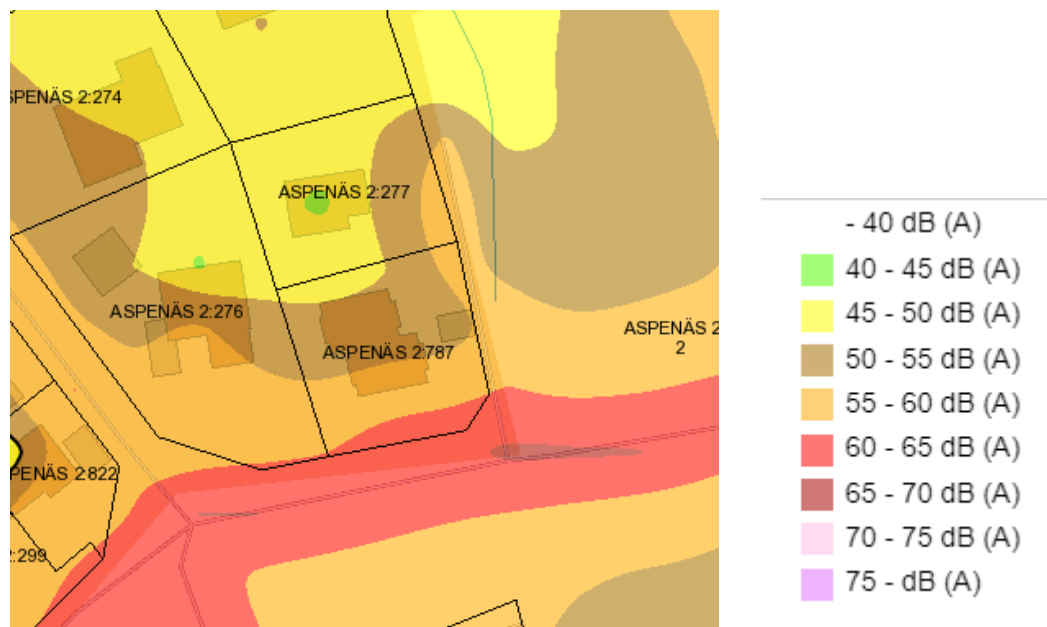 SPENÄS 2:274
ASPENÄS 2:277
ASPENÄS 2:276
ASPENÄS 2
2
ASPENÄS 2:787
PENÄS 2:822
2:299
- 40 dB (A)
40 - 45 dB (A)
45 - 50 dB (A)
50 - 55 dB (A)
55 - 60 dB (A)
60 - 65 dB (A)
65 - 70 dB (A)
70 - 75 dB (A)
75 - dB (A)